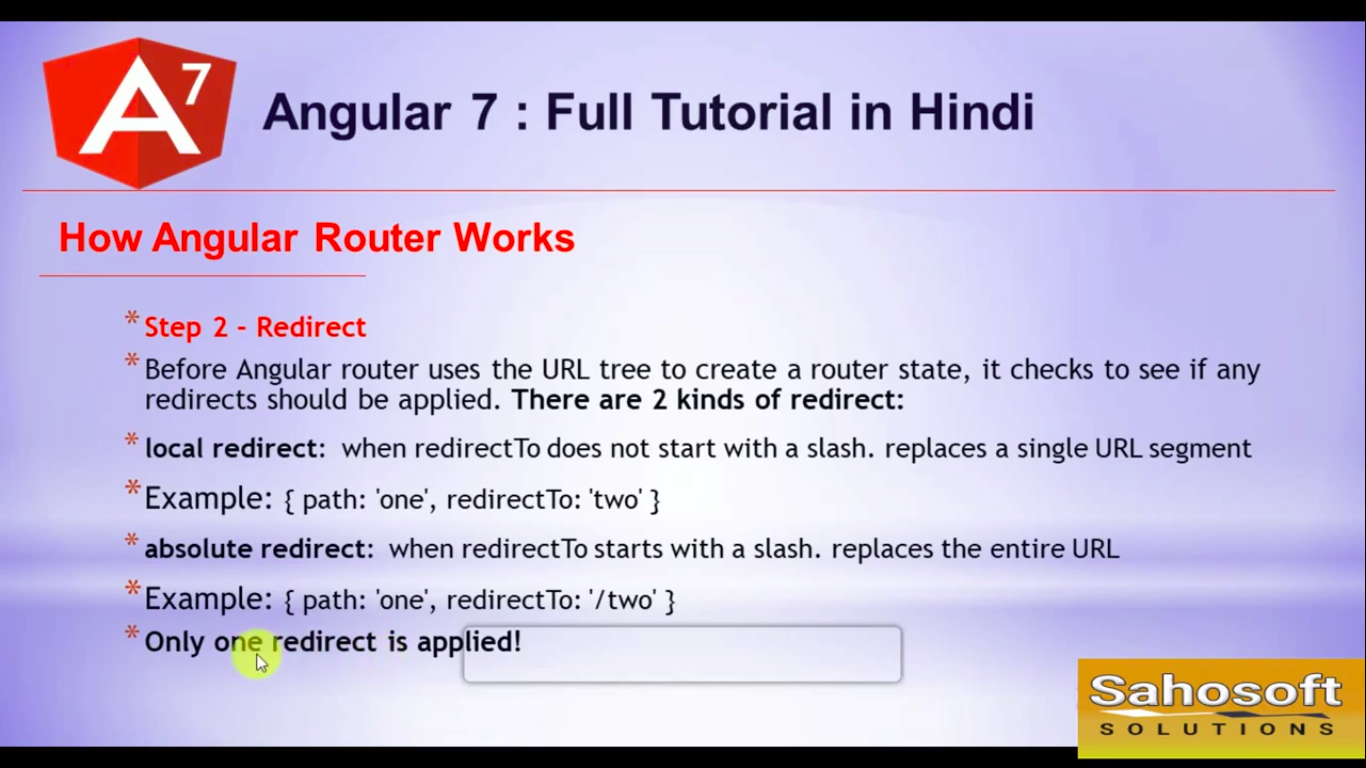 A7
Angular 7 : Full Tutorial in Hindi
How Angular Router Works
* Step 2 - Redirect
* Before Angular router uses the URL tree to create a router state, it checks to see if any
redirects should be applied. There are 2 kinds of redirect:
* local redirect: when redirectTo does not start with a slash. replaces a single URL segment
* Example: { path: 'one', redirectTo: 'two' }
* absolute redirect: when redirectTo starts with a slash. replaces the entire URL
* Example: { path: 'one', redirectTo: '/two' }
* Only one redirect is applied!
Sahosoft
SOLUTIONS